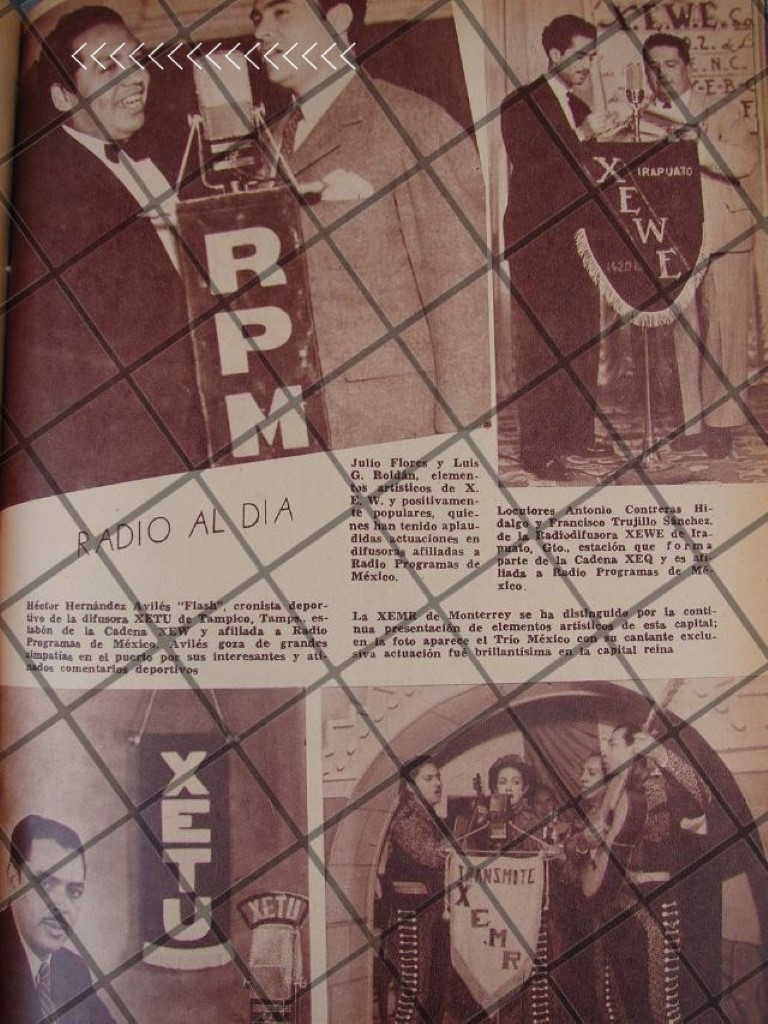 <<<<<<<<<<<<<<<
RPM
X.E.W.E.
E.N.C.
IRAPUATO
XEWE
RADIO AL DIA
Julio Flores y Luis
G. Roldán, elemen-
tos artísticos de X.
E. W. y positivamen-
te populares, quie-
nes han tenido aplau-
didas actuaciones en
difusoras afiliadas a
Radio Programas de
México.
Locutores Antonio Contreras Hi-
dalgo y Francisco Trujillo Sánchez,
de la Radiodifusora XEWE de Ira-
puato, Gto., estación que forma
parte de la Cadena XEQ y es afi-
liada a Radio Programas de Mé-
xico.
Héctor Hernández Avilés "Flash", cronista depor-
tivo de la difusora XETU de Tampico, Tamps, es-
labón de la Cadena XEW y afiliada a Radio
Programas de México. Avilés goza de grandes
simpatías en el puerto por sus interesantes y ati-
nados comentarios deportivos
La XEMR de Monterrey se ha distinguido por la conti-
nua presentación de elementos artísticos de esta capital;
en la foto aparece el Trío México con su cantante exclu-
siva actuación fué brillantísima en la capital reina
XETU
XETU
TRANSMITE
XEMR